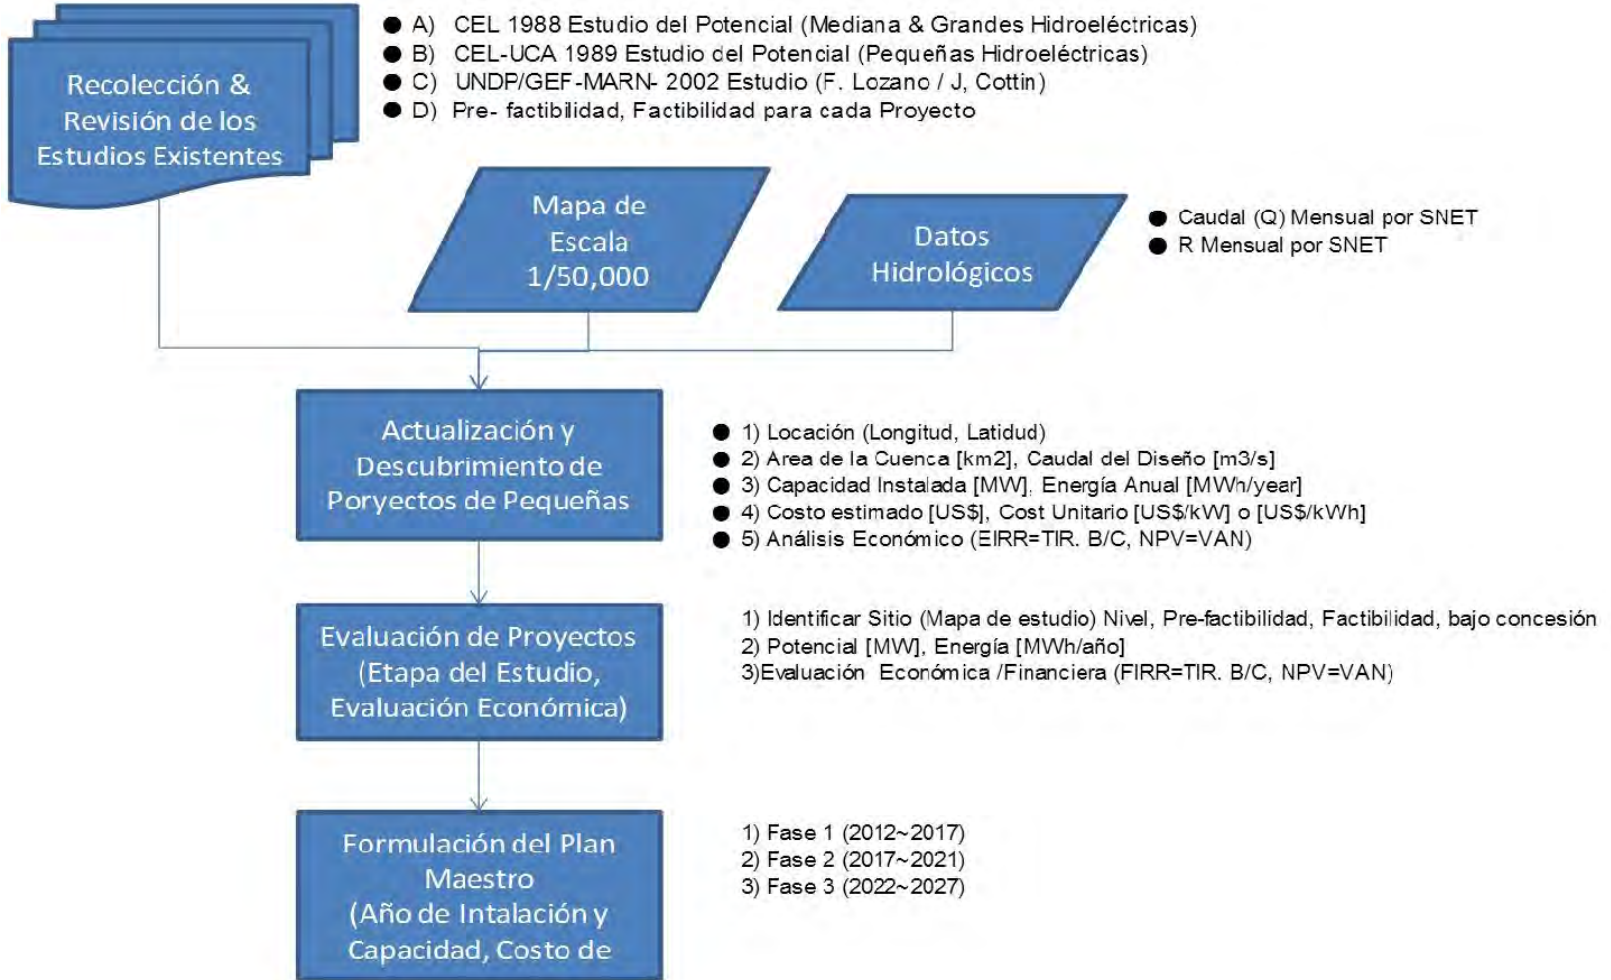 Recolección &
Revisión de los
Estudios Existentes
● A) CEL 1988 Estudio del Potencial (Mediana & Grandes Hidroeléctricas)
● B) CEL-UCA 1989 Estudio del Potencial (Pequeñas Hidroeléctricas)
● C) UNDP/GEF-MARN- 2002 Estudio (F. Lozano / J, Cottin)
● D) Pre- factibilidad, Factibilidad para cada Proyecto
Mapa de
Escala
1/50,000
Datos
Hidrológicos
● Caudal (Q) Mensual por SNET
● R Mensual por SNET
Actualización y
Descubrimiento de
Poryectos de Pequeñas
● 1) Locación (Longitud, Latidud)
● 2) Area de la Cuenca [km2], Caudal del Diseño [m3/s]
● 3) Capacidad Instalada [MW], Energía Anual [MWh/year]
● 4) Costo estimado [US$], Cost Unitario [US$/kW] o [US$/kWh]
● 5) Análisis Económico (EIRR=TIR. B/C, NPV=VAN)
Evaluación de Proyectos
(Etapa del Estudio,
Evaluación Económica)
1) Identificar Sitio (Mapa de estudio) Nivel, Pre-factibilidad, Factibilidad, bajo concesión
2) Potencial [MW], Energía [MWh/año]
3)Evaluación Económica /Financiera (FIRR=TIR. B/C, NPV=VAN)
Formulación del Plan
Maestro
(Año de Intalación y
Capacidad, Costo de
1) Fase 1 (2012~2017)
2) Fase 2 (2017~2021)
3) Fase 3 (2022~2027)